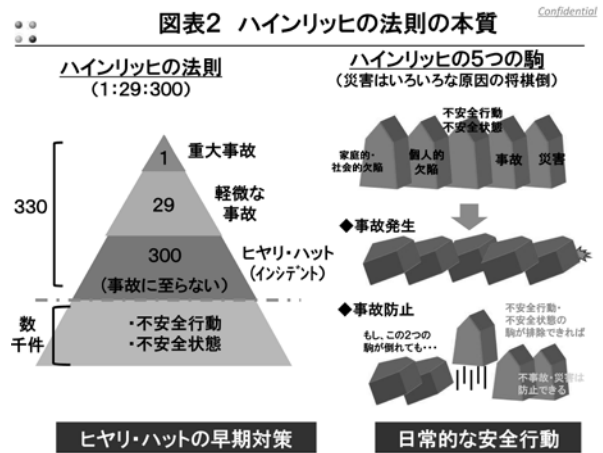 Confidential
図表2 ハインリッヒの法則の本質
ハインリッヒの法則
(1:29:300)
1
重大事故
29
軽微な
事故
330
300
(事故に至らない)
ヒヤリ・ハット
(インシデント)
数
千件
・不安全行動
・不安全状態
ヒヤリ・ハットの早期対策
ハインリッヒの5つの駒
(災害はいろいろな原因の将棋倒)
家庭的・
社会的欠陥
個人的
欠陥
不安全行動
不安全状態
事故
災害
◆事故発生
◆事故防止
もし、この2つの
駒が倒れても・・・
不安全行動・
不安全状態の
駒が排除できれば
不事故・災害は
防止できる
日常的な安全行動